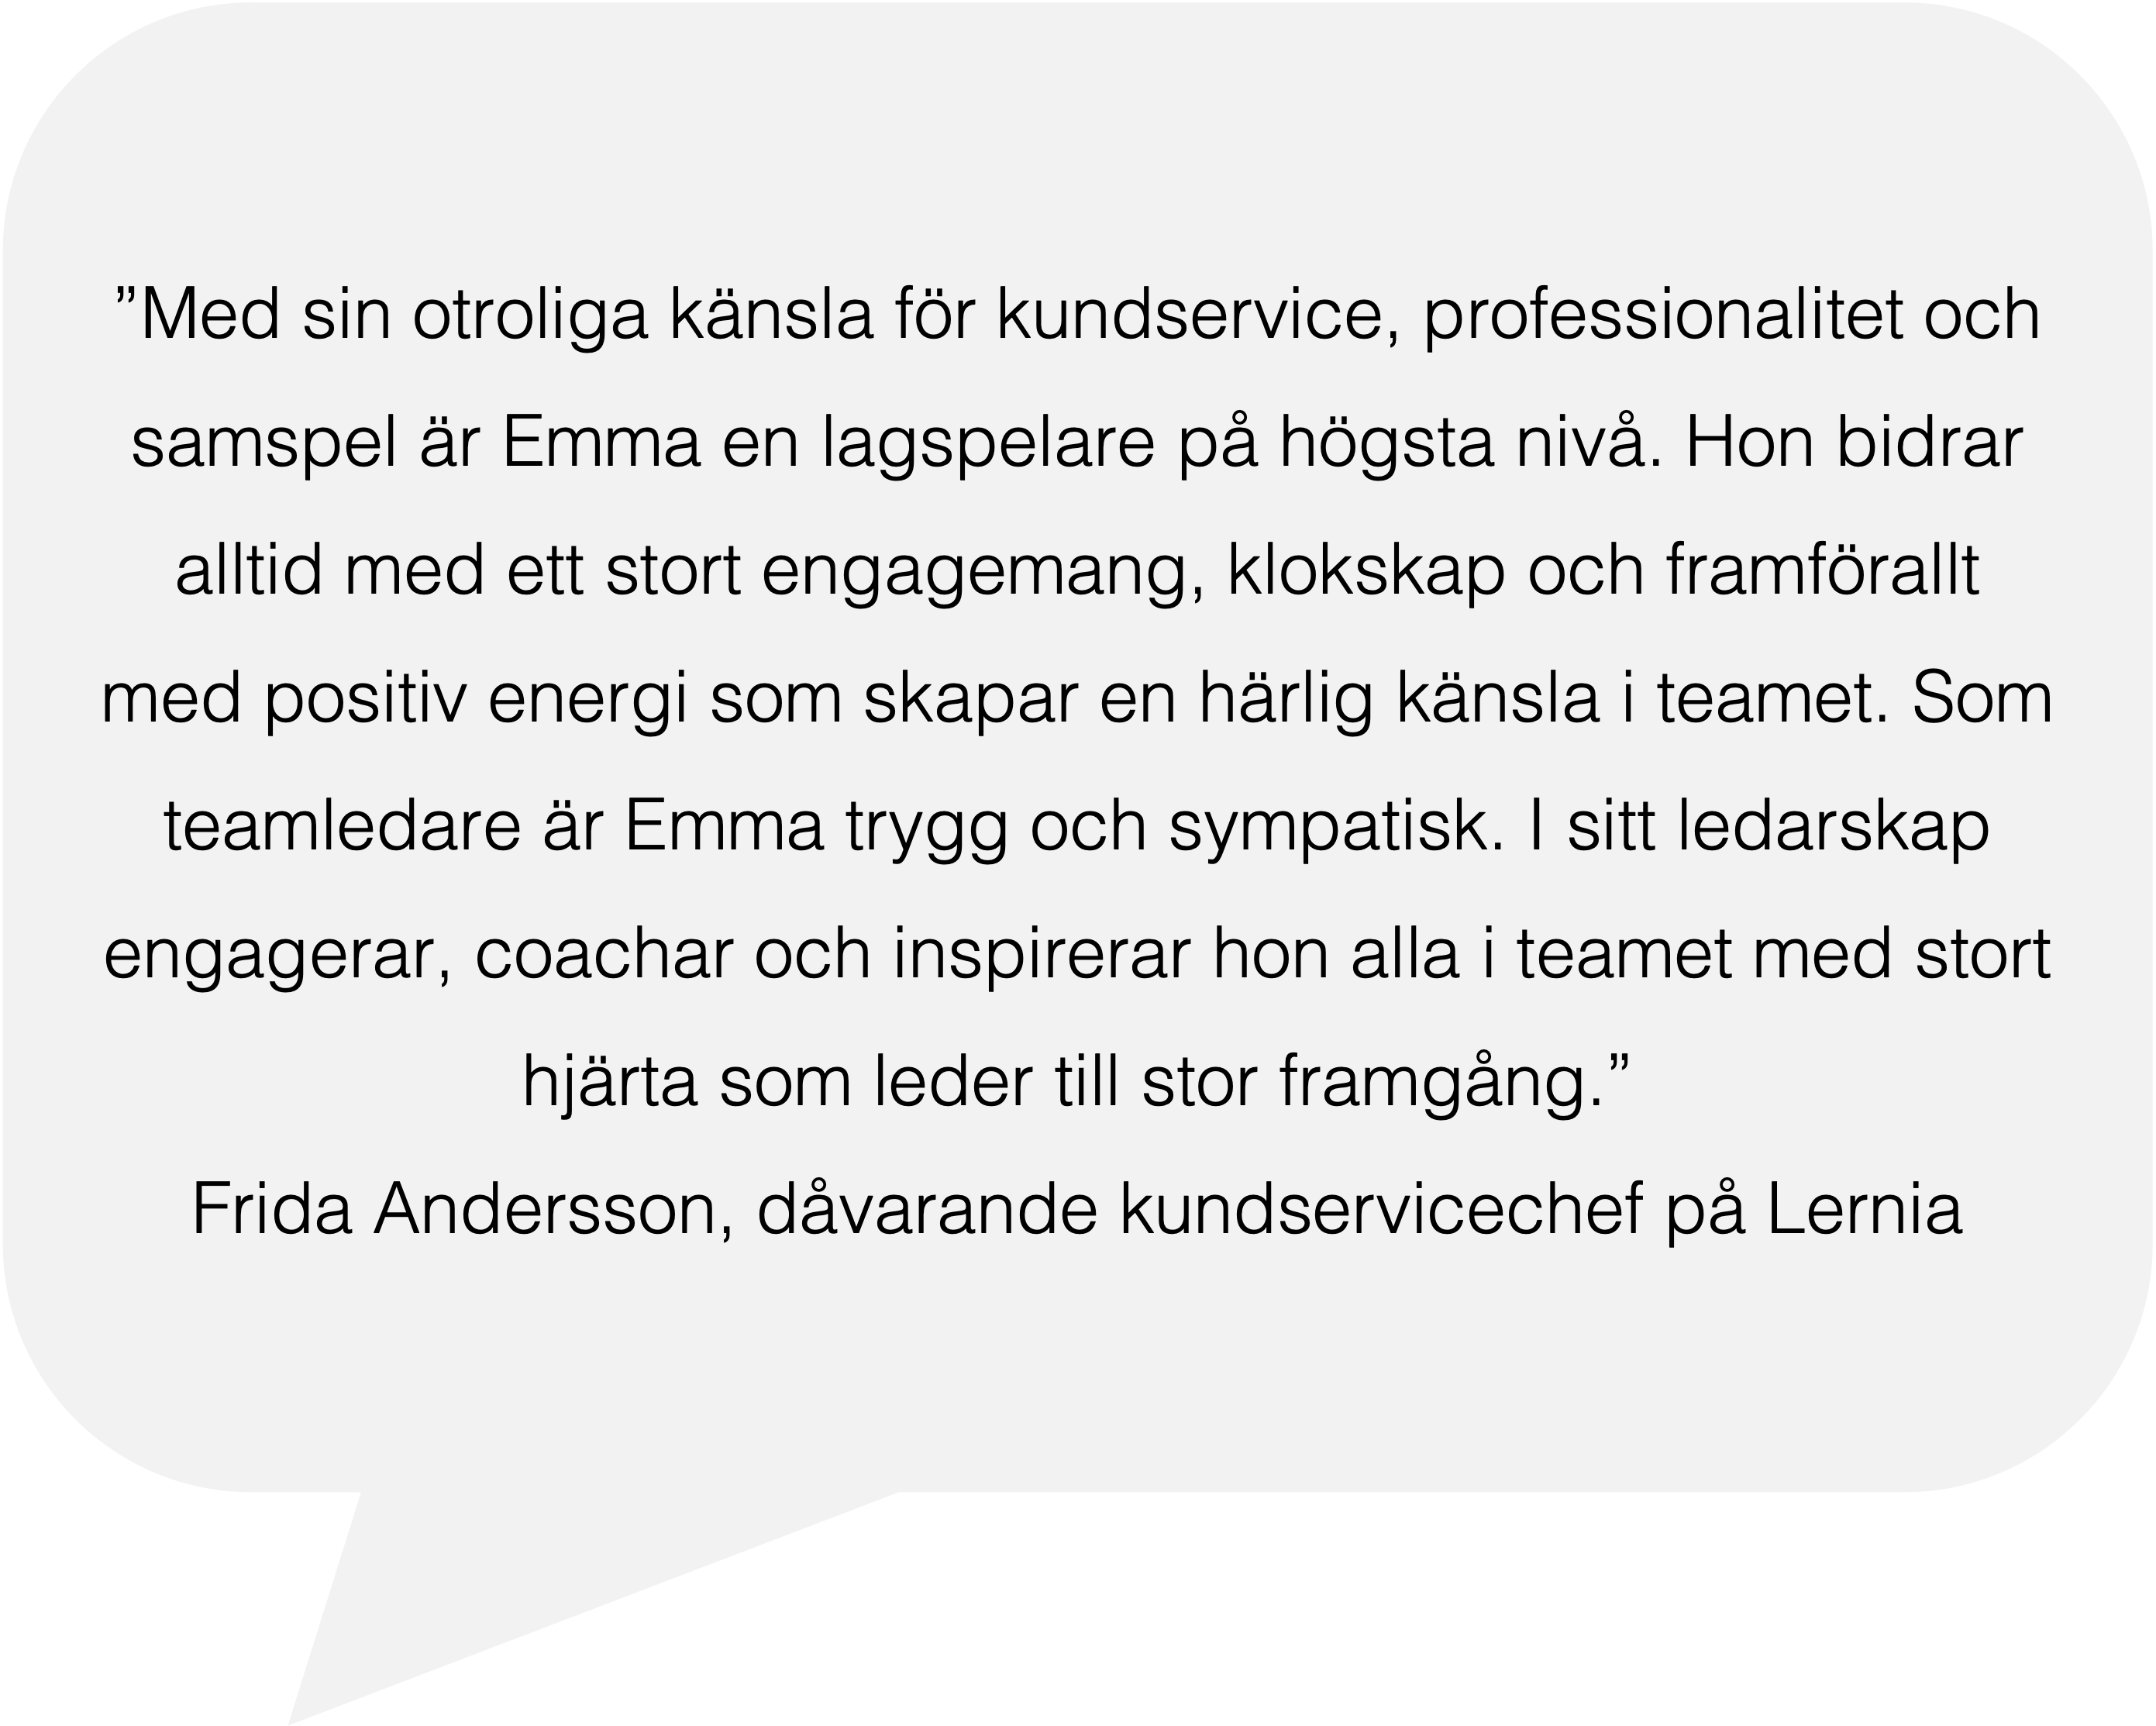 ”Med sin otroliga känsla för kundservice, professionalitet och
samspel är Emma en lagspelare på högsta nivå. Hon bidrar
alltid med ett stort engagemang, klokskap och framförallt
med positiv energi som skapar en härlig känsla i teamet. Som
teamledare är Emma trygg och sympatisk. I sitt ledarskap
engagerar, coachar och inspirerar hon alla i teamet med stort
hjärta som leder till stor framgång.”
Frida Andersson, dåvarande kundservicechef på Lernia